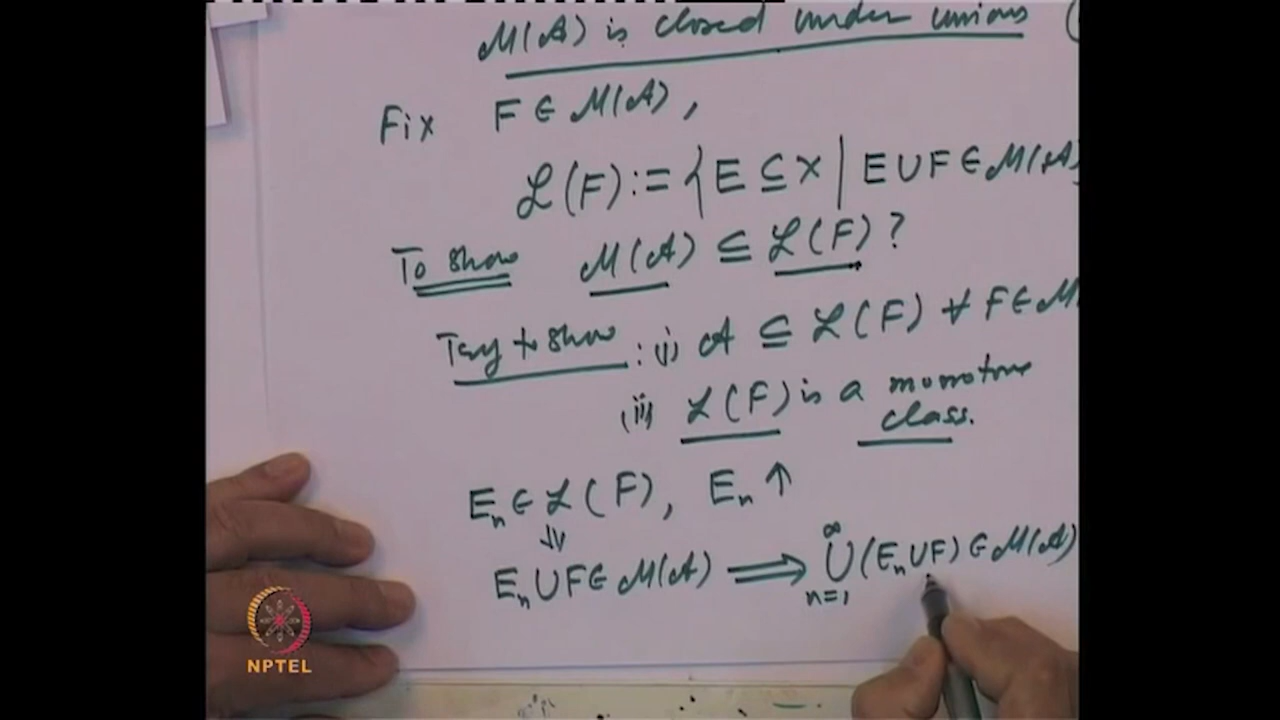 M(A) is closed under unions (
Fix F ∈ M(A),
L(F) := { E ⊆ X | E ∪ F ∈ M(A)
To show M(A) ⊆ L(F) ?
Try to show : (i) A ⊆ L(F) ∀ F ∈ M
(ii) L(F) is a monotone
class.
Eₙ ∈ L(F), Eₙ ↑
⇓
Eₙ ∪ F ∈ M(A) ⟹ ⋃_{n=1}^{∞} (Eₙ ∪ F) ∈ M(A)
NPTEL